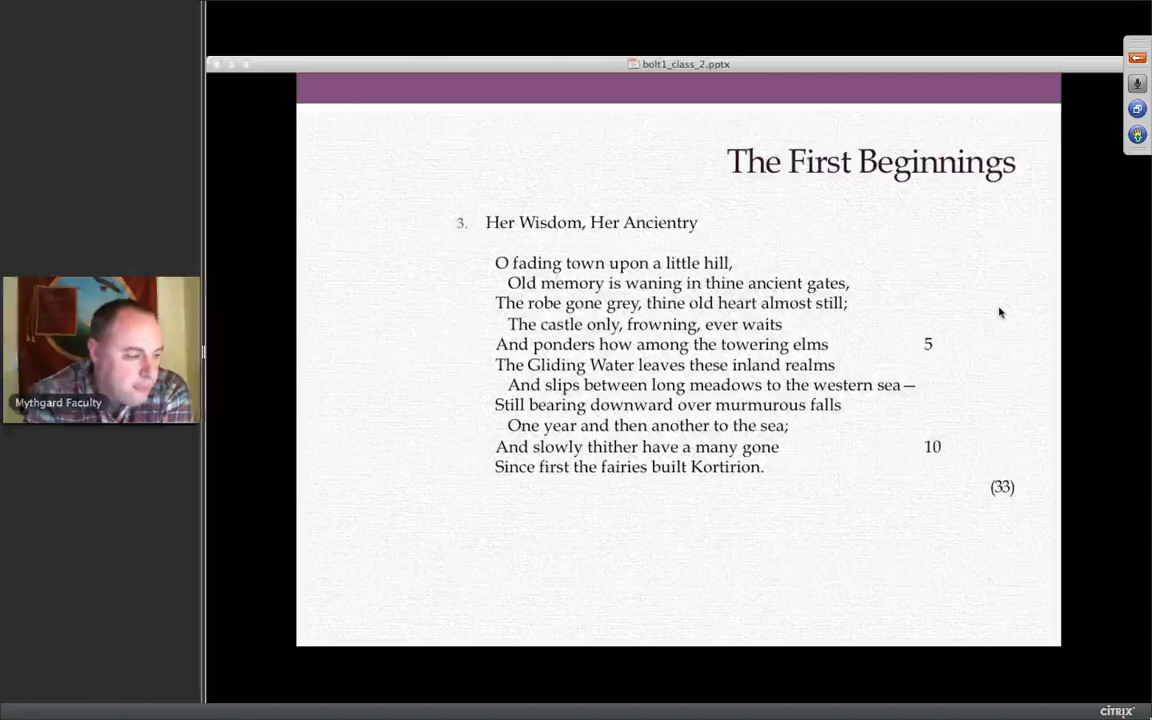 bolt1_class_2.pptx
The First Beginnings
3. Her Wisdom, Her Ancientry
O fading town upon a little hill,
Old memory is waning in thine ancient gates,
The robe gone grey, thine old heart almost still;
The castle only, frowning, ever waits
And ponders how among the towering elms 5
The Gliding Water leaves these inland realms
And slips between long meadows to the western sea—
Still bearing downward over murmurous falls
One year and then another to the sea;
And slowly thither have a many gone 10
Since first the fairies built Kortirion.
(33)
Mythgard Faculty
CITRIX